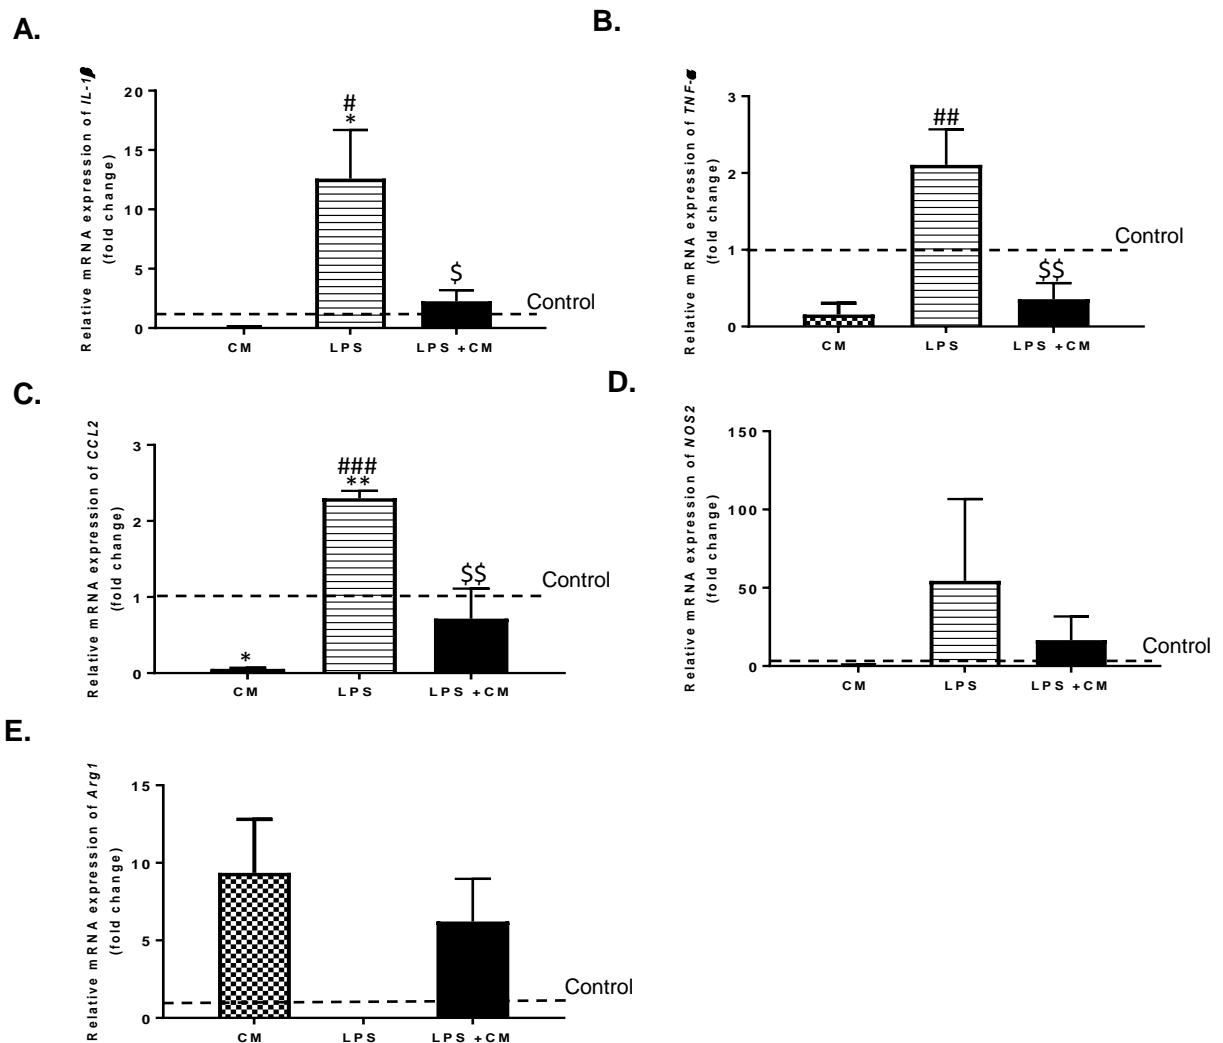 A.
Relative mRNA expression of IL-1β
(fold change)
20
15
10
5
0
#
*
$
Control
CM
LPS
LPS +CM
B.
Relative mRNA expression of TNF-α
(fold change)
3
2
1
0
##
$$
Control
CM
LPS
LPS +CM
C.
Relative mRNA expression of CCL2
(fold change)
3
2
1
0
*
###
**
$$
Control
CM
LPS
LPS +CM
D.
Relative mRNA expression of NOS2
(fold change)
150
100
50
0
Control
CM
LPS
LPS +CM
E.
Relative mRNA expression of Arg1
(fold change)
15
10
5
0
Control
CM
LPS
LPS +CM